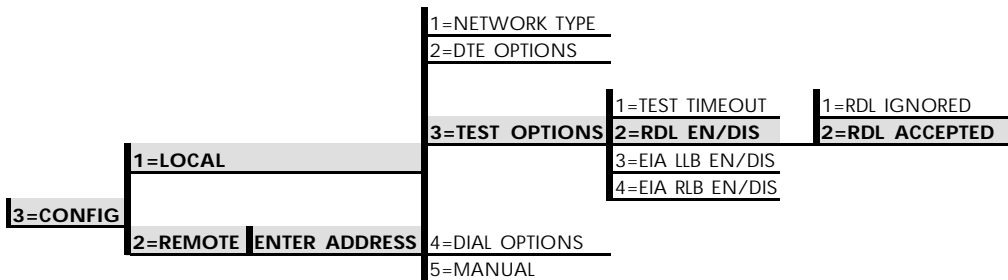 1=NETWORK TYPE
2=DTE OPTIONS
1=TEST TIMEOUT
1=RDL IGNORED
3=TEST OPTIONS
2=RDL EN/DIS
2=RDL ACCEPTED
1=LOCAL
3=EIA LLB EN/DIS
4=EIA RLB EN/DIS
3=CONFIG
2=REMOTE
ENTER ADDRESS
4=DIAL OPTIONS
5=MANUAL